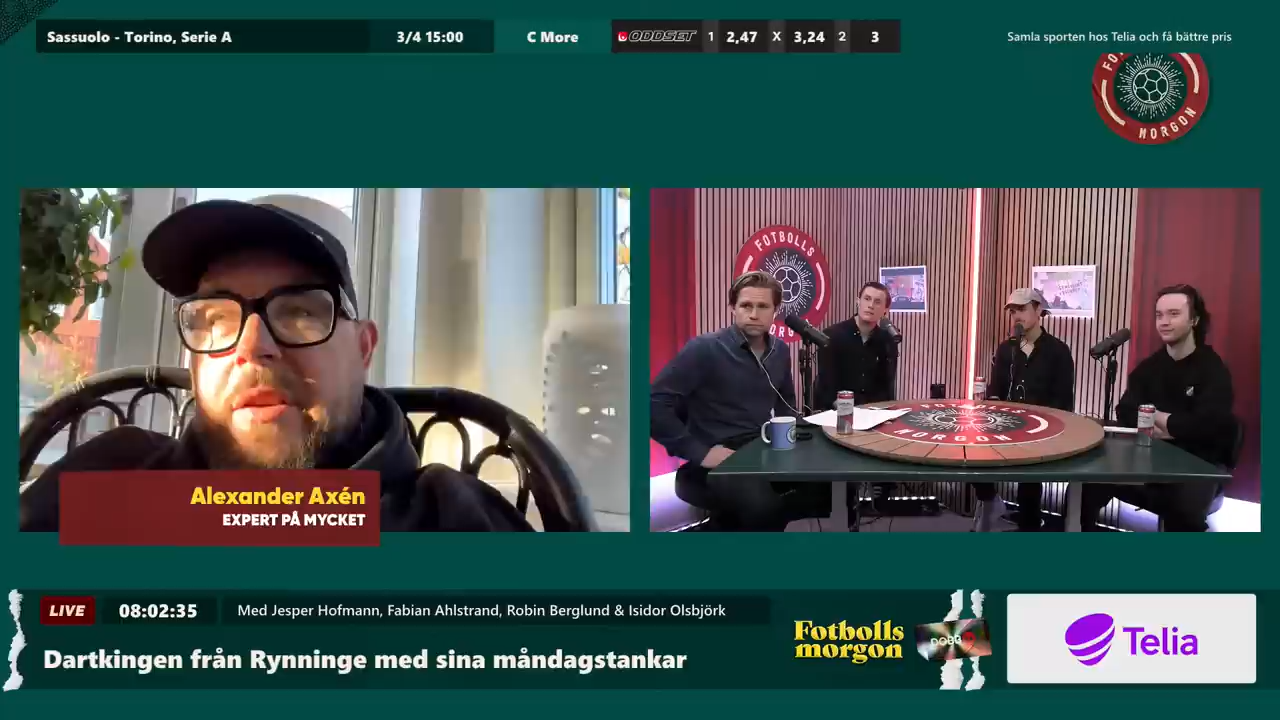 Sassuolo - Torino, Serie A
3/4 15:00
C More
ODDSET 1 2,47 X 3,24 2 3
Samla sporten hos Telia och få bättre pris
MORGON
FOTBOLLS
FOTBOLLS
MORGON
Alexander Axén
EXPERT PÅ MYCKET
LIVE
08:02:35
Med Jesper Hofmann, Fabian Ahlstrand, Robin Berglund & Isidor Olsbjörk
Dartkingen från Rynninge med sina måndagstankar
Fotbolls
morgon
Telia